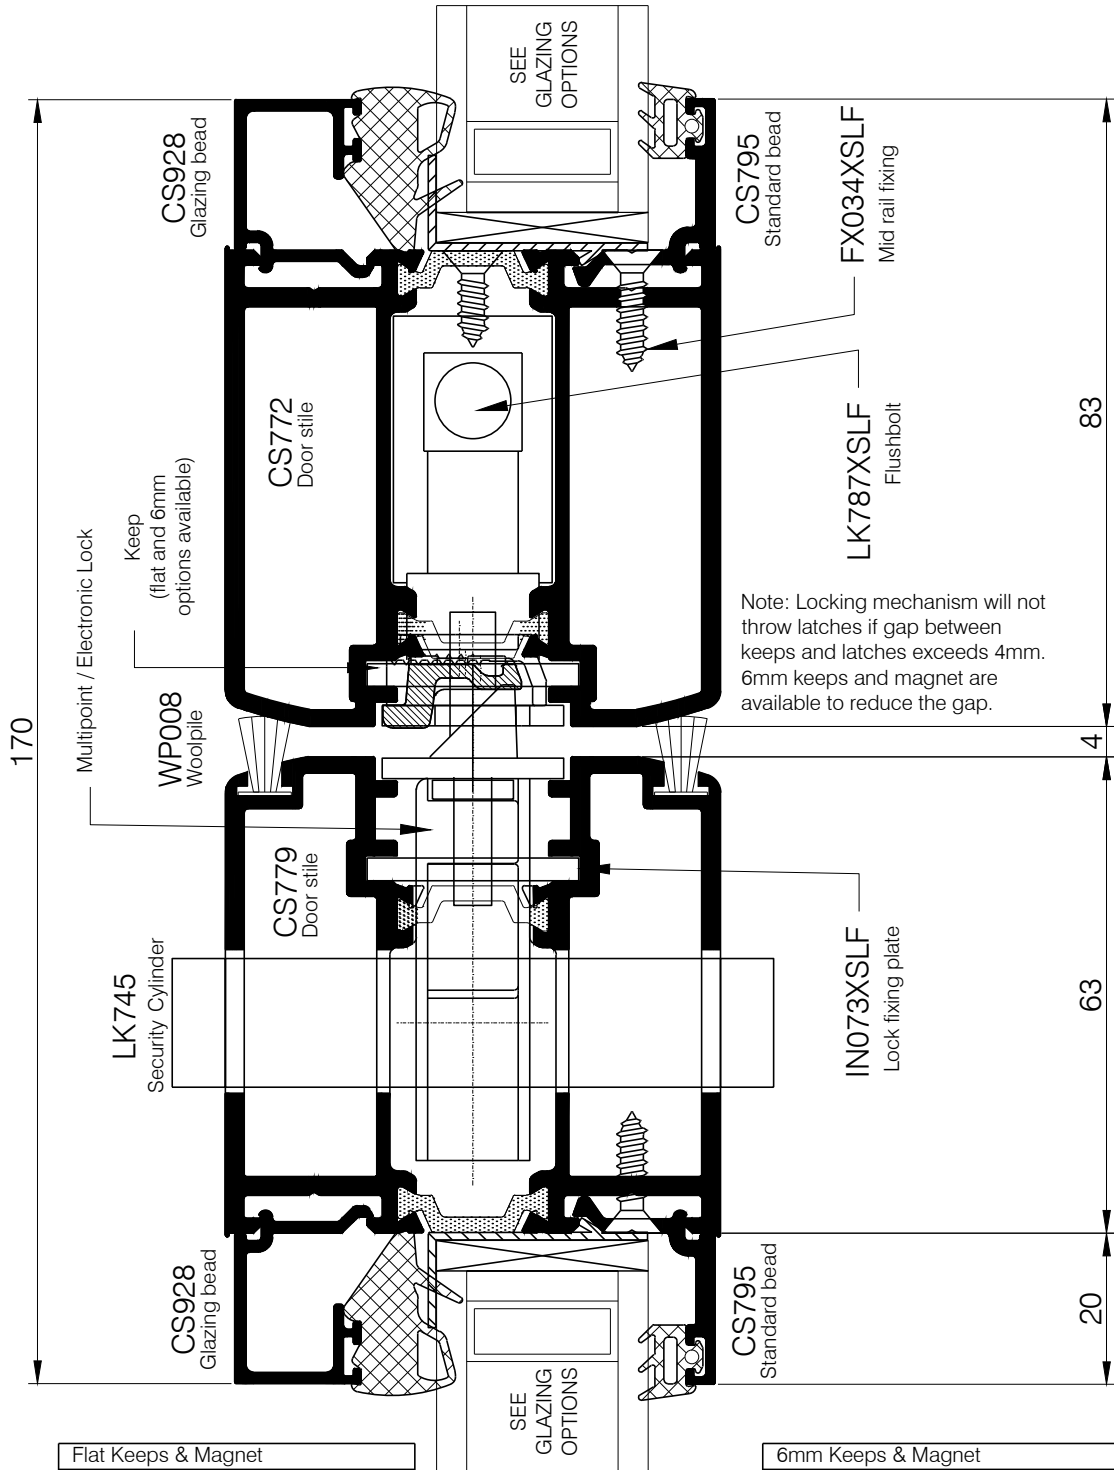 SEE
GLAZING
OPTIONS
CS928
Glazing bead
CS795
Standard bead
FX034XSLF
Mid rail fixing
CS772
Door stile
LK787XSLF
Flushbolt
83
Keep
(flat and 6mm
options available)
Multipoint / Electronic Lock
Note: Locking mechanism will not
throw latches if gap between
keeps and latches exceeds 4mm.
6mm keeps and magnet are
available to reduce the gap.
170
WP008
Woolpile
4
CS779
Door stile
LK745
Security Cylinder
IN073XSLF
Lock fixing plate
63
CS928
Glazing bead
CS795
Standard bead
20
SEE
GLAZING
OPTIONS
Flat Keeps & Magnet
6mm Keeps & Magnet